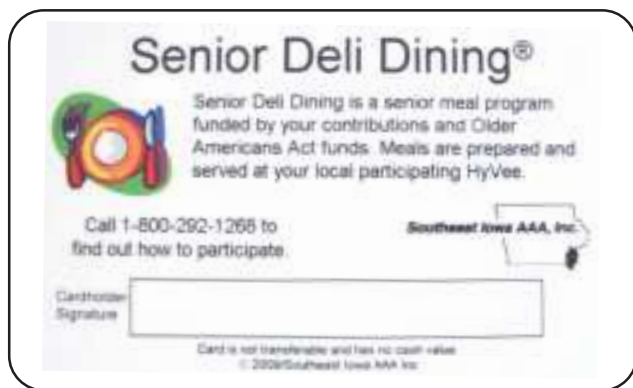 Senior Deli Dining®
Senior Deli Dining is a senior meal program
funded by your contributions and Older
Americans Act funds. Meals are prepared and
served at your local participating HyVee.
Call 1-800-292-1268 to
find out how to participate.
Southeast Iowa AAA, Inc.
Cardholder
Signature
Card is not transferable and has no cash value
© 2009/Southeast Iowa AAA Inc